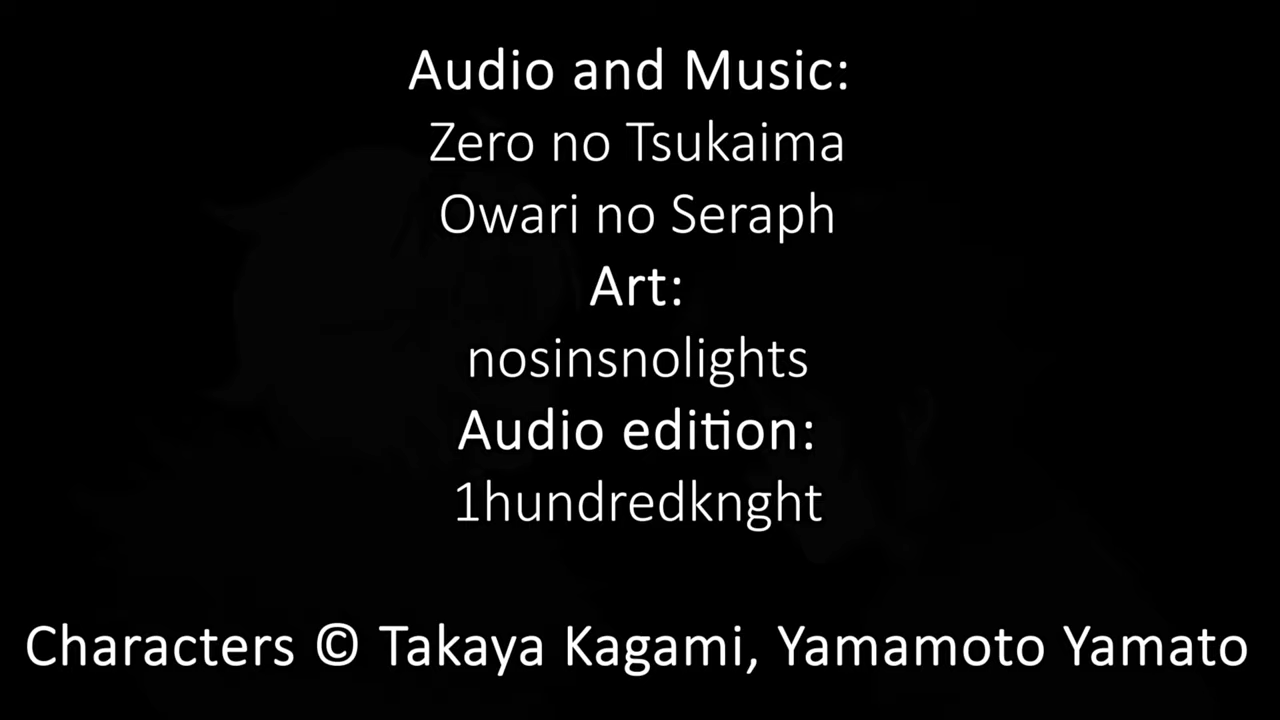 Audio and Music:
Zero no Tsukaima
Owari no Seraph
Art:
nosinsnolights
Audio edition:
1hundredknght
Characters © Takaya Kagami, Yamamoto Yamato